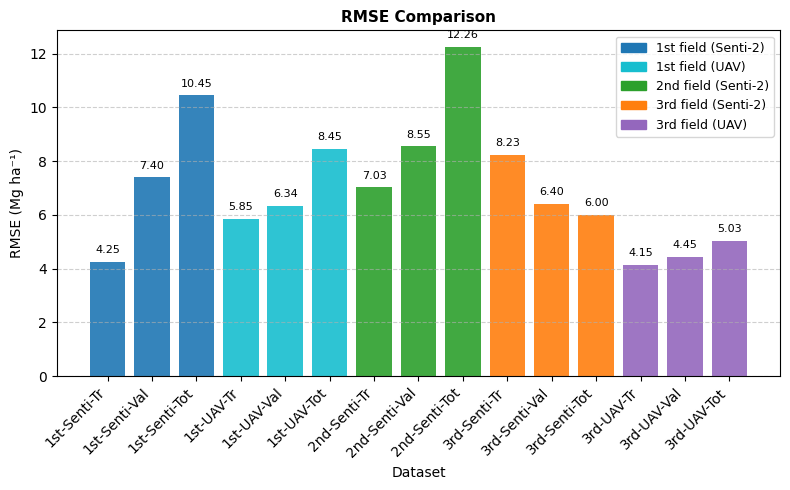 RMSE Comparison
RMSE (Mg ha⁻¹)
12
10
8
6
4
2
0
4.25
7.40
10.45
5.85
6.34
8.45
7.03
8.55
12.26
8.23
6.40
6.00
4.15
4.45
5.03
1st field (Senti-2)
1st field (UAV)
2nd field (Senti-2)
3rd field (Senti-2)
3rd field (UAV)
1st-Senti-Tr
1st-Senti-Val
1st-Senti-Tot
1st-UAV-Tr
1st-UAV-Val
1st-UAV-Tot
2nd-Senti-Tr
2nd-Senti-Val
2nd-Senti-Tot
3rd-Senti-Tr
3rd-Senti-Val
3rd-Senti-Tot
3rd-UAV-Tr
3rd-UAV-Val
3rd-UAV-Tot
Dataset